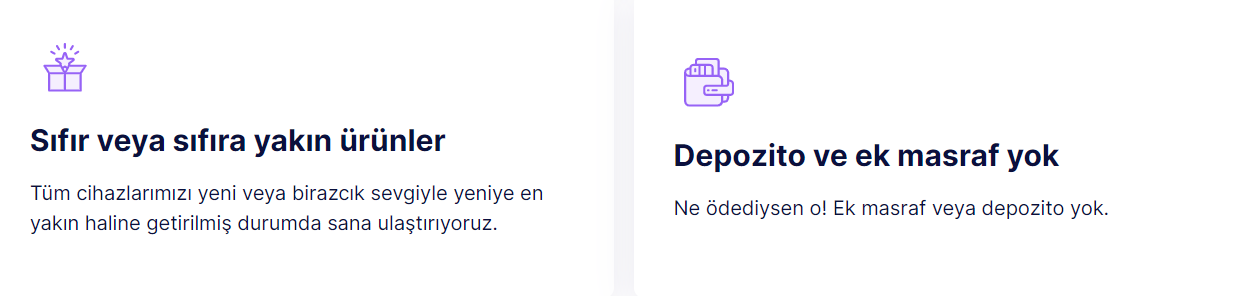 Sıfır veya sıfıra yakın ürünler
Tüm cihazlarımızı yeni veya birazcık sevgiyle yeniye en
yakın haline getirilmiş durumda sana ulaştırıyoruz.
Depozito ve ek masraf yok
Ne ödediysen o! Ek masraf veya depozito yok.